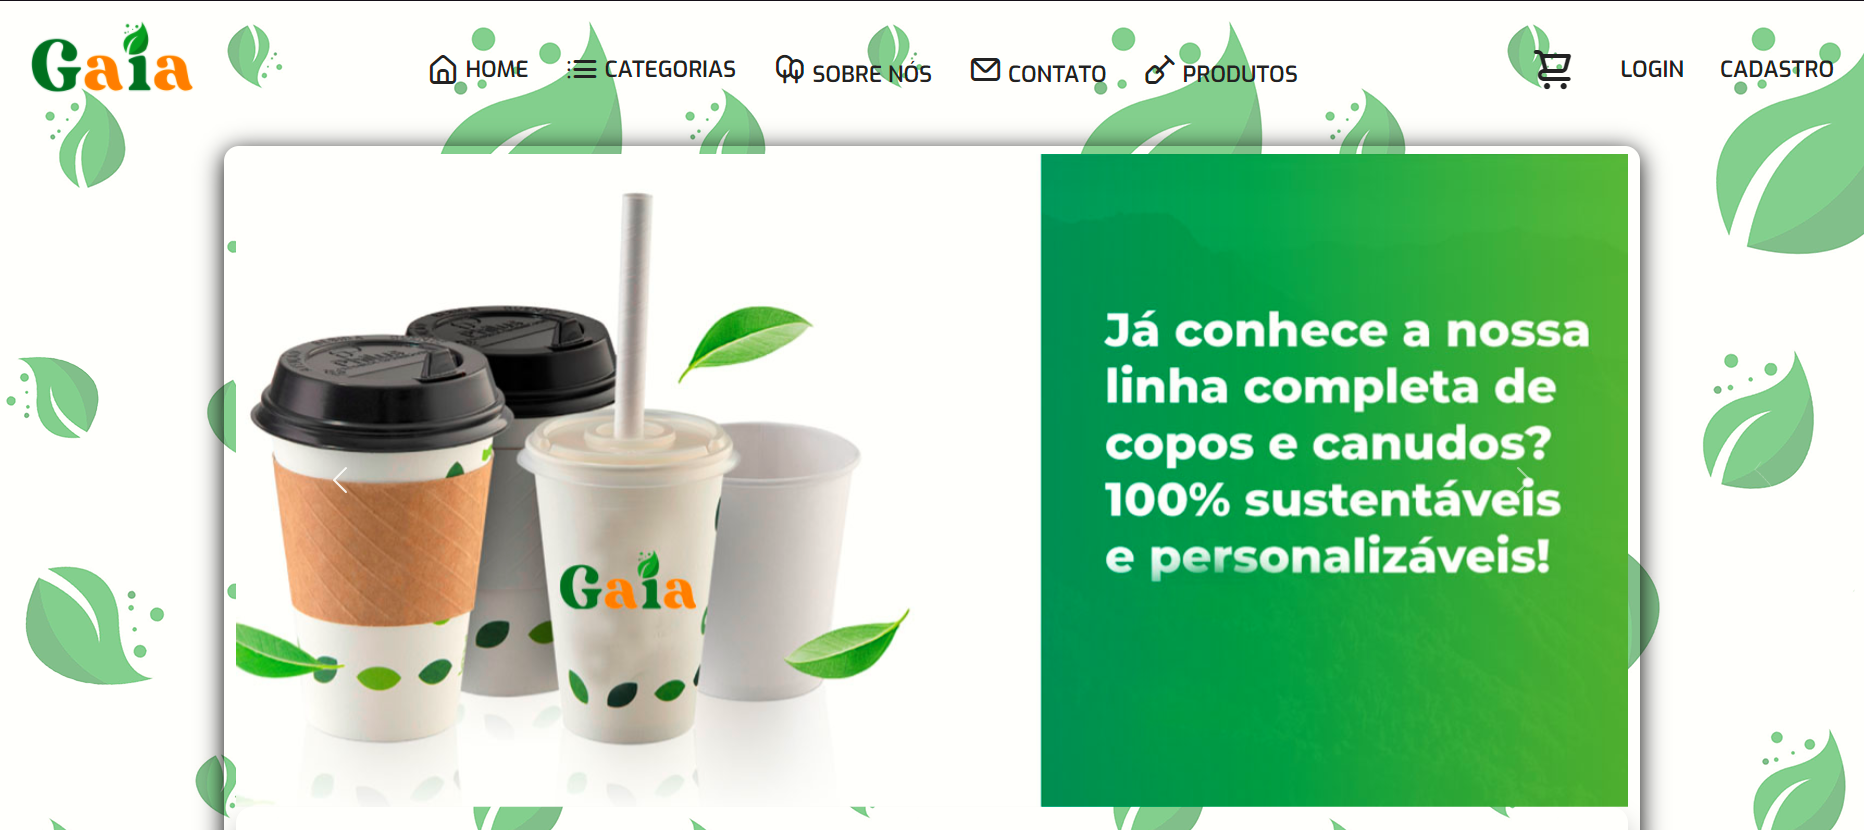 Gaia
HOME
CATEGORIAS
SOBRE NÓS
CONTATO
PRODUTOS
LOGIN
CADASTRO
Já conhece a nossa
linha completa de
copos e canudos?
100% sustentáveis
e personalizáveis!
Gaia